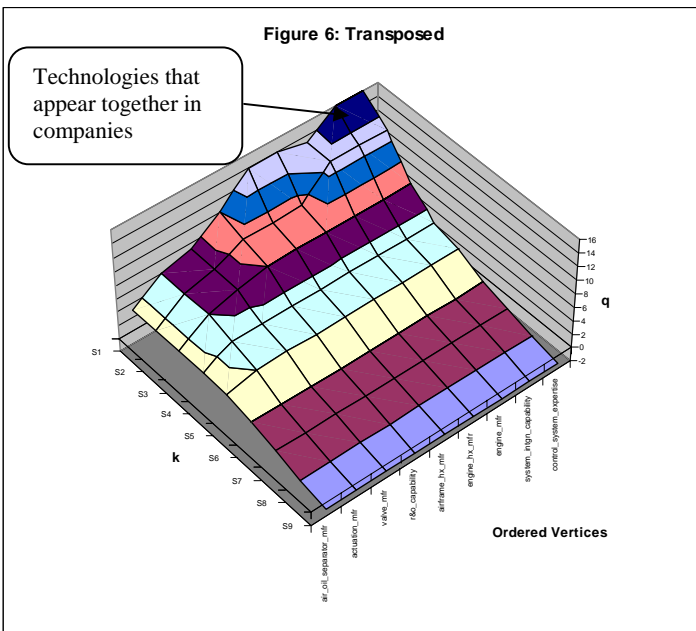 Figure 6: Transposed
Technologies that
appear together in
companies
16
14
12
10
8
6
4
2
0
-2
q
S1
S2
S3
S4
S5
S6
S7
S8
S9
k
air_oil_separator_mfr
actuation_mfr
valve_mfr
r&o_capability
airframe_hx_mfr
engine_hx_mfr
engine_mfr
system_intgn_capability
control_system_expertise
Ordered Vertices